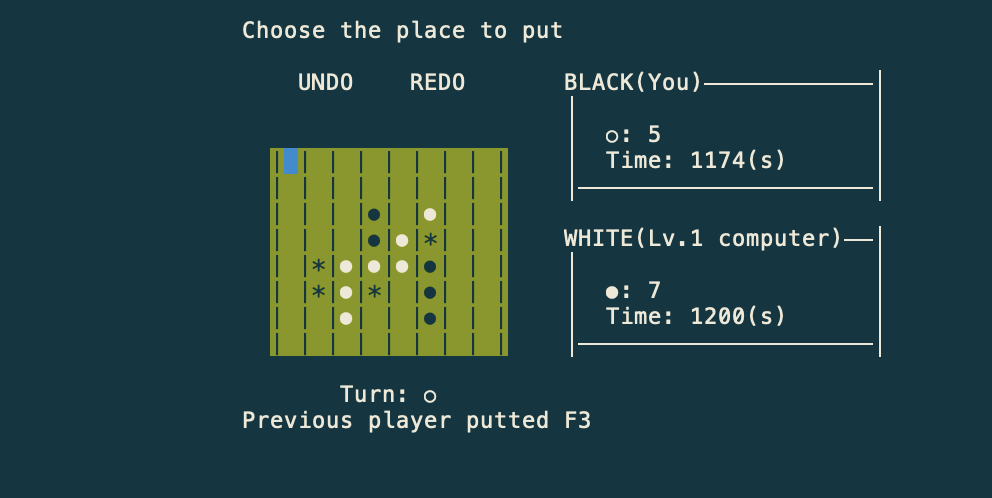 Choose the place to put
UNDO REDO
BLACK(You)
○: 5
Time: 1174(s)
*
* 
* *
WHITE(Lv.1 computer)
●: 7
Time: 1200(s)
Turn: ○
Previous player putted F3